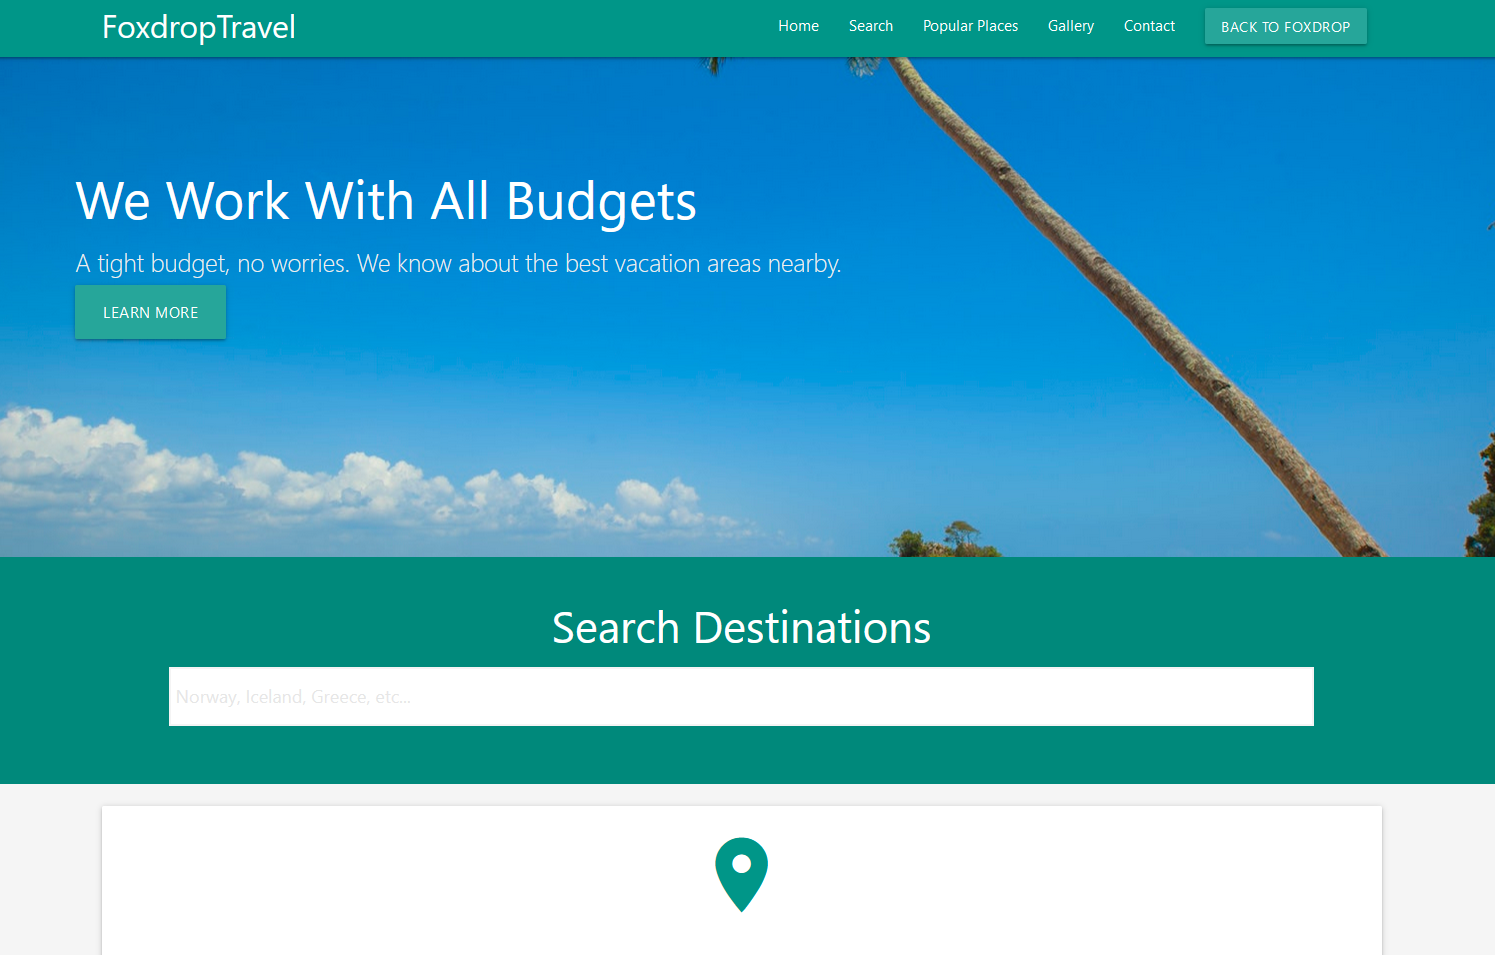 FoxdropTravel
Home Search Popular Places Gallery Contact BACK TO FOXDROP
We Work With All Budgets
A tight budget, no worries. We know about the best vacation areas nearby.
LEARN MORE
Search Destinations
Norway, Iceland, Greece, etc...